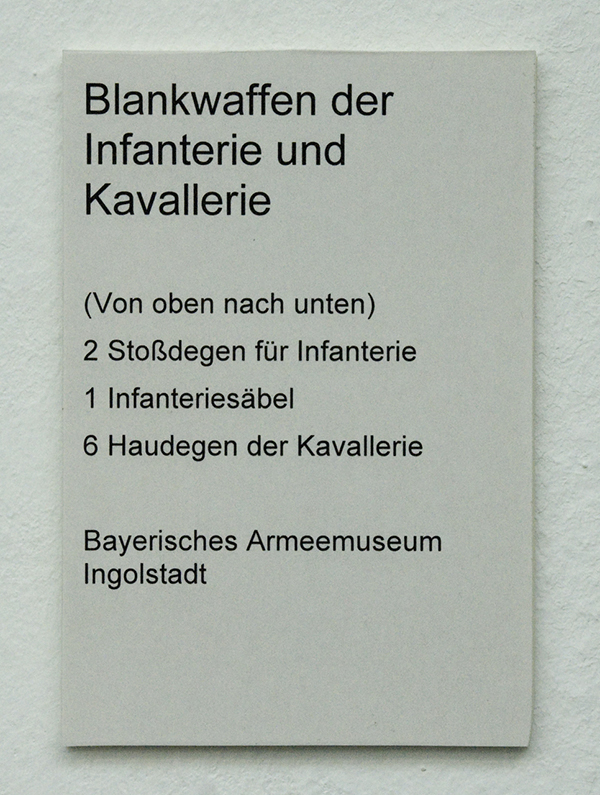 Blankwaffen der
Infanterie und
Kavallerie
(Von oben nach unten)
2 Stoßdegen für Infanterie
1 Infanteriesäbel
6 Haudegen der Kavallerie
Bayerisches Armeemuseum
Ingolstadt